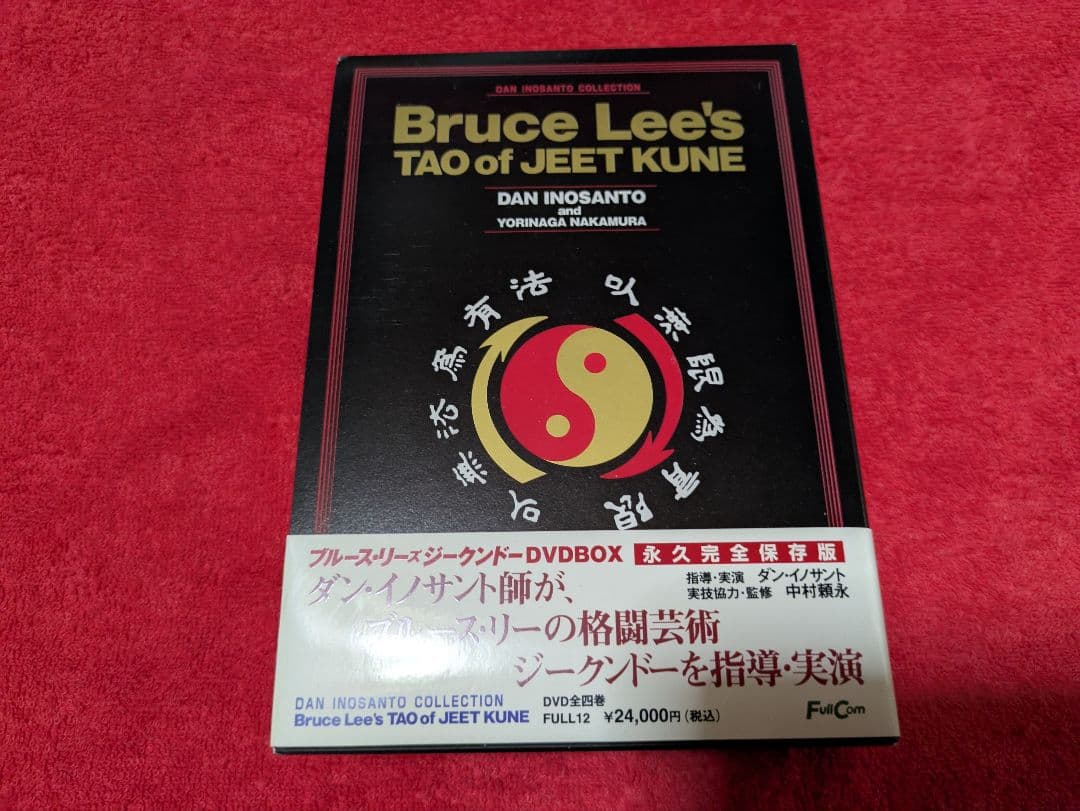 DAN INOSANTO COLLECTION
Bruce Lee's
TAO of JEET KUNE
DAN INOSANTO
and
YORINAGA NAKAMURA
以無限為有限
以無法為有法
ブルース・リーズジークンドーDVDBOX
永久完全保存版
ダン・イノサント師が、
指導・実演 ダン・イノサント
実技協力・監修 中村頼永
ブルース・リーの格闘芸術
ジークンドーを指導・実演
DAN INOSANTO COLLECTION
Bruce Lee's TAO of JEET KUNE
DVD全四巻
FULL12 ¥24,000円(税込)
FullCom